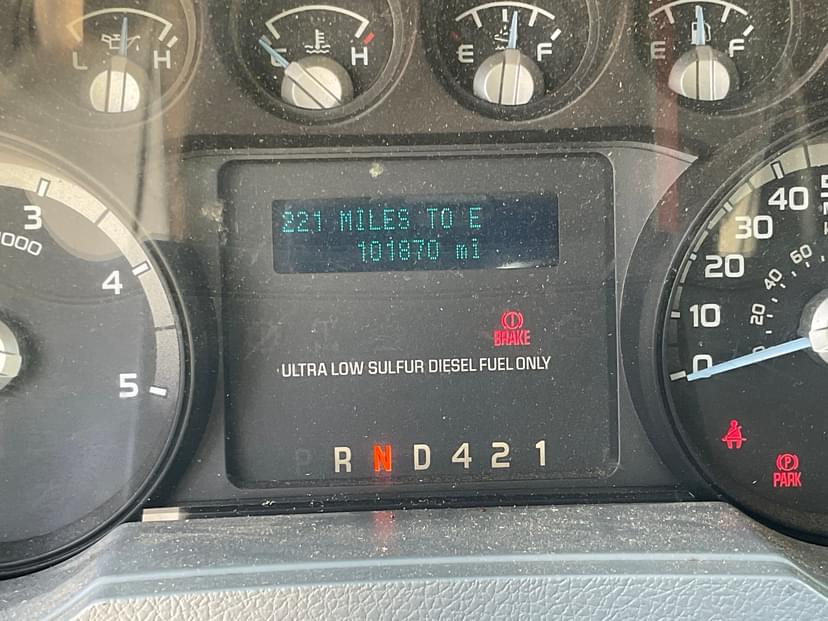 L H
C H
E F
E F
221 MILES TO E
101870 mi
BRAKE
ULTRA LOW SULFUR DIESEL FUEL ONLY
P R N D 4 2 1
3
000
4
5
40
30
20
10
0
60
40
20
PARK